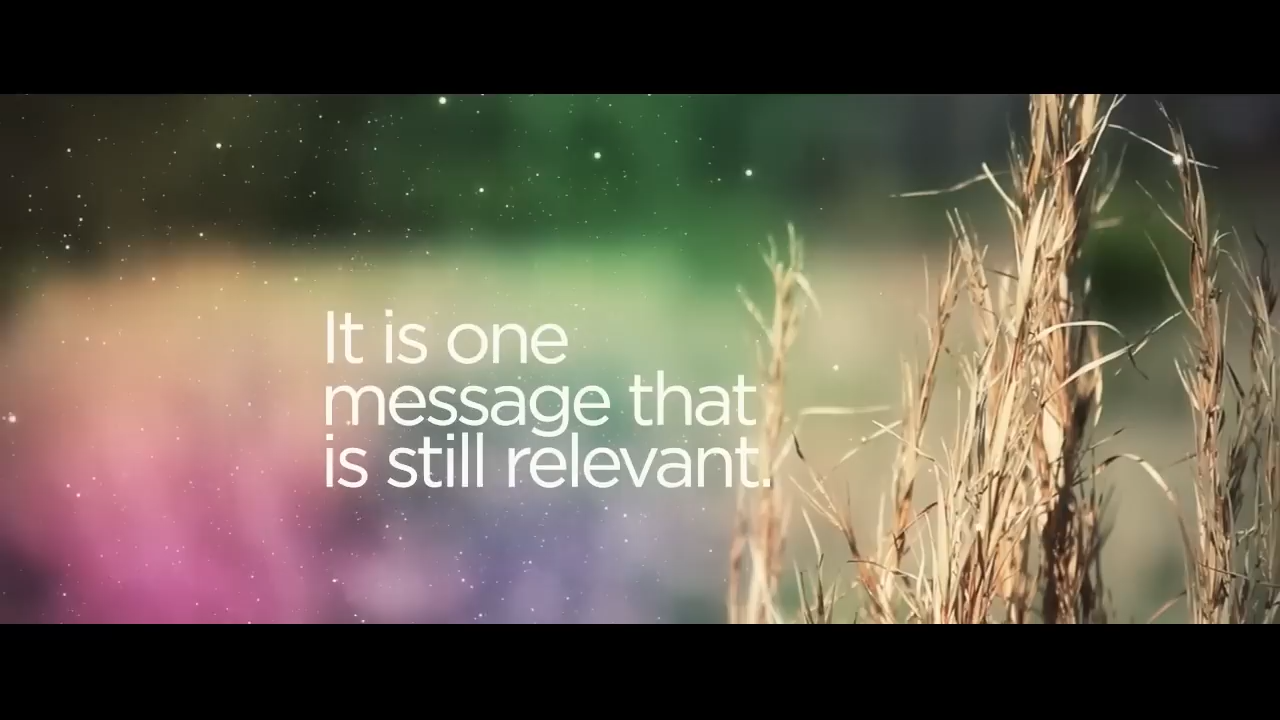 It is one
message that
is still relevant.